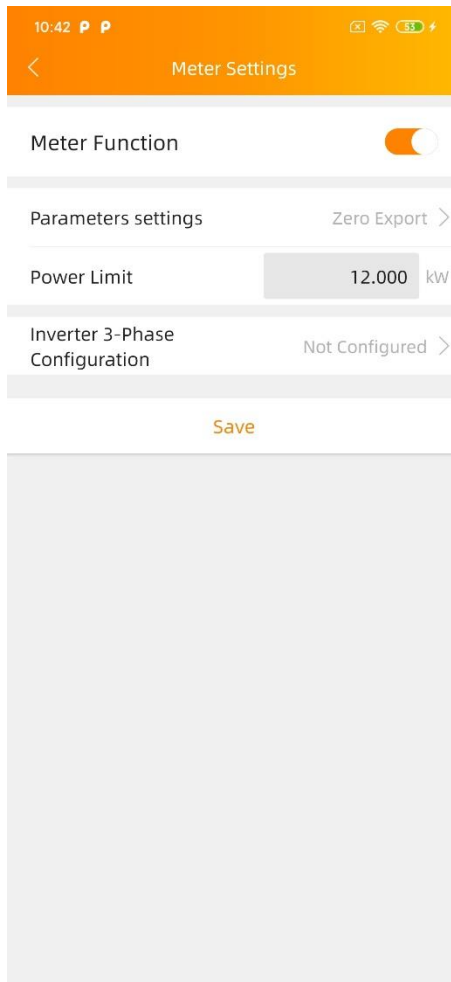 10:42 P P 53
Meter Settings
Meter Function
Parameters settings Zero Export
Power Limit 12.000 kW
Inverter 3-Phase
Configuration Not Configured
Save